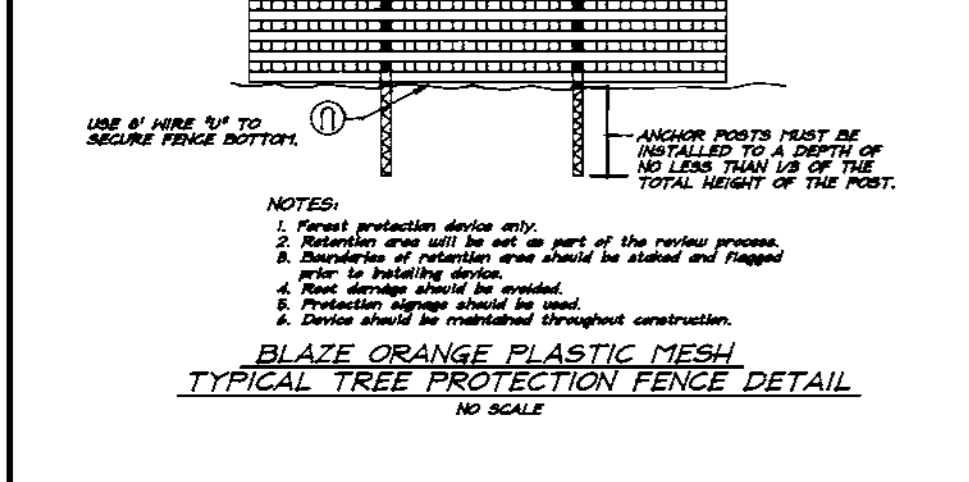 USE 8' WIRE "U" TO
SECURE FENCE BOTTOM.
ANCHOR POSTS MUST BE
INSTALLED TO A DEPTH OF
NO LESS THAN 1/3 OF THE
TOTAL HEIGHT OF THE POST.
NOTES:
1. Forest protection device only.
2. Retention area will be set as part of the review process.
3. Boundaries of retention area should be staked and flagged
prior to installing device.
4. Root damage should be avoided.
5. Protection signage should be used.
6. Device should be maintained throughout construction.
BLAZE ORANGE PLASTIC MESH
TYPICAL TREE PROTECTION FENCE DETAIL
NO SCALE